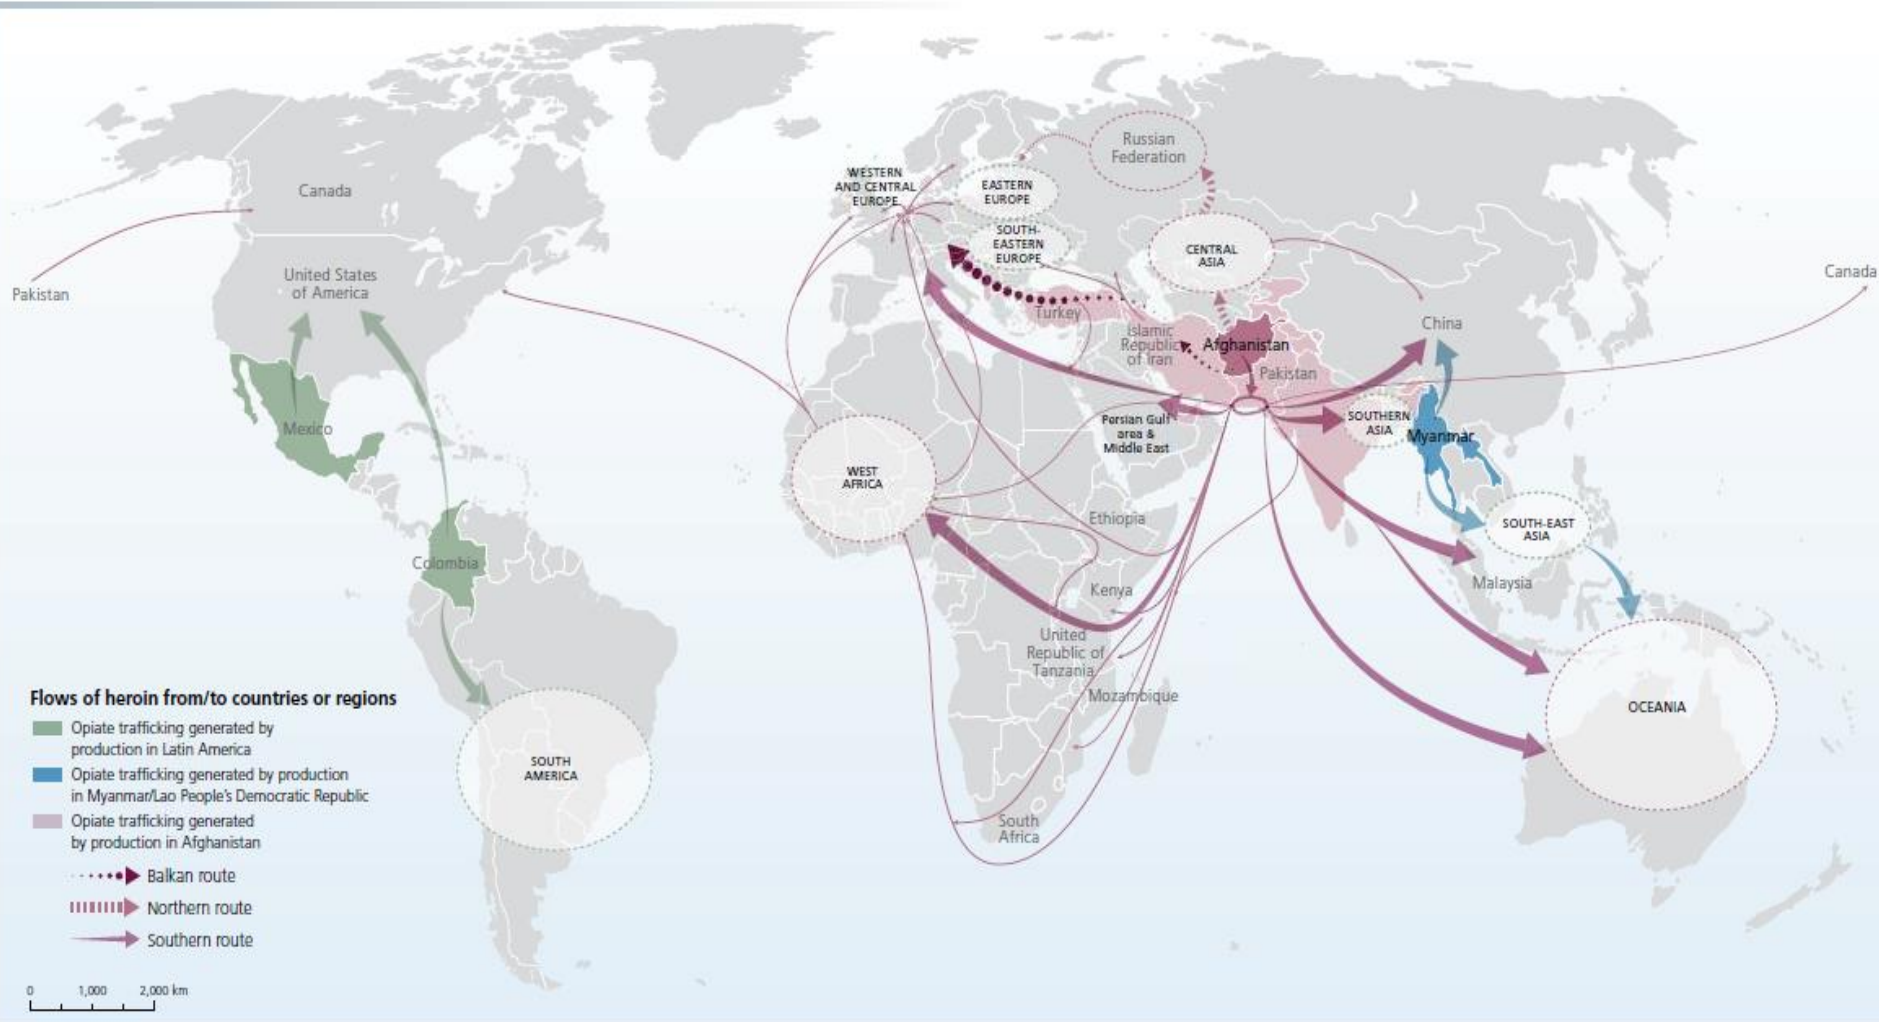 Russian
Federation
WESTERN
AND CENTRAL
EUROPE
EASTERN
EUROPE
Canada
SOUTH-
EASTERN
EUROPE
CENTRAL
ASIA
United States
of America
Pakistan
Canada
Turkey
China
Islamic
Republic
of Iran
Afghanistan
Pakistan
Mexico
Persian Gulf
area &
Middle East
SOUTHERN
ASIA
Myanmar
WEST
AFRICA
Ethiopia
SOUTH-EAST
ASIA
Colombia
Kenya
Malaysia
United
Republic of
Tanzania
Mozambique
OCEANIA
Flows of heroin from/to countries or regions
Opiate trafficking generated by
production in Latin America
Opiate trafficking generated by production
in Myanmar/Lao People's Democratic Republic
Opiate trafficking generated
by production in Afghanistan
Balkan route
Northern route
Southern route
SOUTH
AMERICA
South
Africa
0 1,000 2,000 km